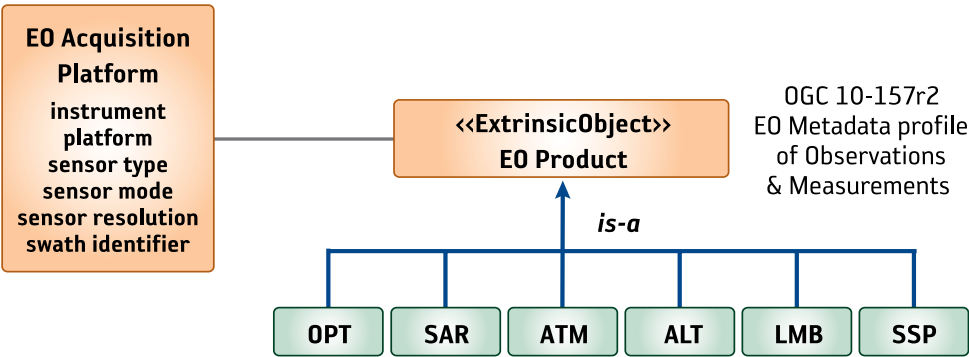 EO Acquisition
Platform
instrument
platform
sensor type
sensor mode
sensor resolution
swath identifier
‹‹ExtrinsicObject››
EO Product
OGC 10-157r2
EO Metadata profile
of Observations
& Measurements
is-a
OPT
SAR
ATM
ALT
LMB
SSP